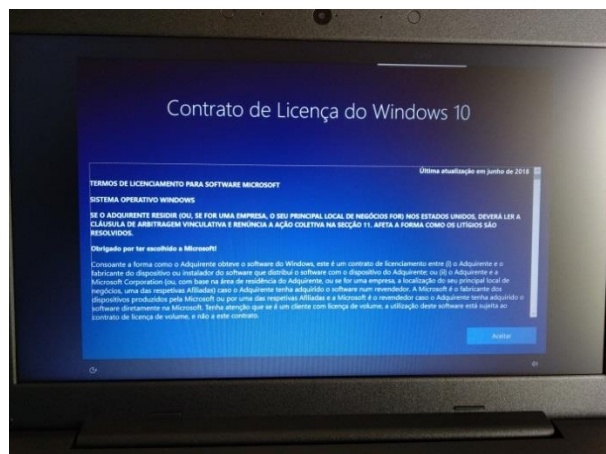 Contrato de Licença do Windows 10
Última atualização em junho de 2018
TERMOS DE LICENCIAMENTO PARA SOFTWARE MICROSOFT
SISTEMA OPERATIVO WINDOWS
SE O ADQUIRENTE RESIDIR (OU, SE FOR UMA EMPRESA, O SEU PRINCIPAL LOCAL DE NEGÓCIOS FOR) NOS ESTADOS UNIDOS, DEVERÁ LER A
CLÁUSULA DE ARBITRAGEM VINCULATIVA E RENÚNCIA A AÇÃO COLETIVA NA SECÇÃO 11. AFETA A FORMA COMO OS LITÍGIOS SÃO
RESOLVIDOS.
Obrigado por ter escolhido a Microsoft!
Consoante a forma como o Adquirente obteve o software do Windows, este é um contrato de licenciamento entre (i) o Adquirente e o
fabricante do dispositivo ou instalador do software que distribui o software com o dispositivo do Adquirente; ou (ii) o Adquirente e a
Microsoft Corporation (ou, com base na área de residência do Adquirente, ou se for uma empresa, a localização do seu principal local de
negócios, uma das respetivas Afiliadas) caso o Adquirente tenha adquirido o software num revendedor. A Microsoft é o fabricante dos
dispositivos produzidos pela Microsoft ou por uma das respetivas Afiliadas e a Microsoft é o revendedor caso o Adquirente tenha adquirido o
software diretamente na Microsoft. Tenha atenção que se é um cliente com licença de volume, a utilização deste software está sujeita ao
contrato de licença de volume, e não a este contrato.
Aceitar